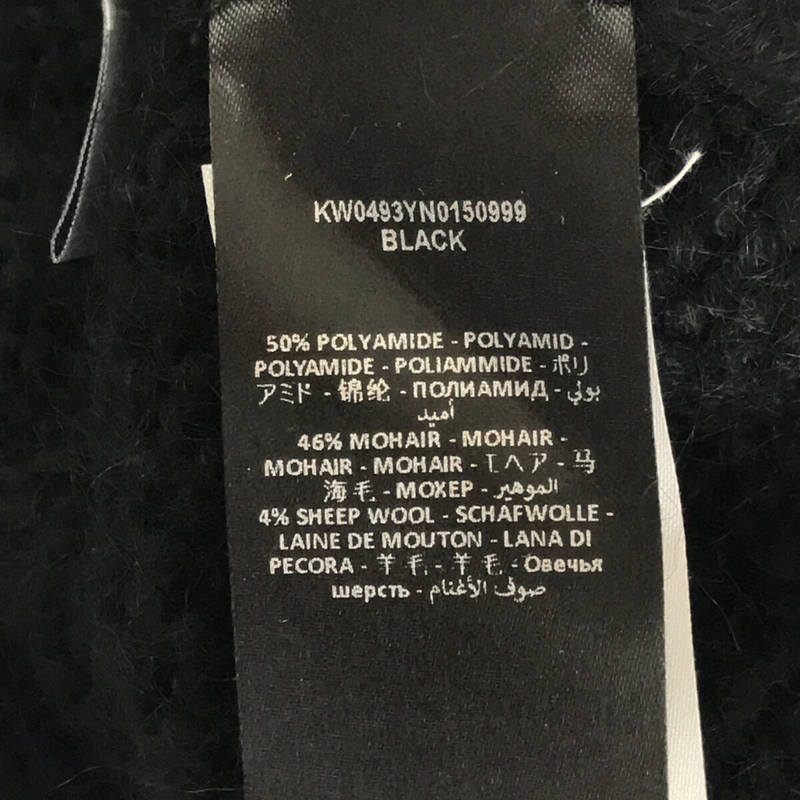 KW0493YN0150999
BLACK
50% POLYAMIDE - POLYAMID -
POLYAMIDE - POLIAMMIDE - ポリ
アミド - 锦纶 - ПОЛИАМИД - بولي
أميد
46% MOHAIR - MOHAIR -
MOHAIR - MOHAIR - モヘア - 马
海毛 - МОХЕР - الموهير
4% SHEEP WOOL - SCHAFWOLLE -
LAINE DE MOUTON - LANA DI
PECORA - 羊毛 - 羊毛 - Овечья
шерсть - صوف الأغنام